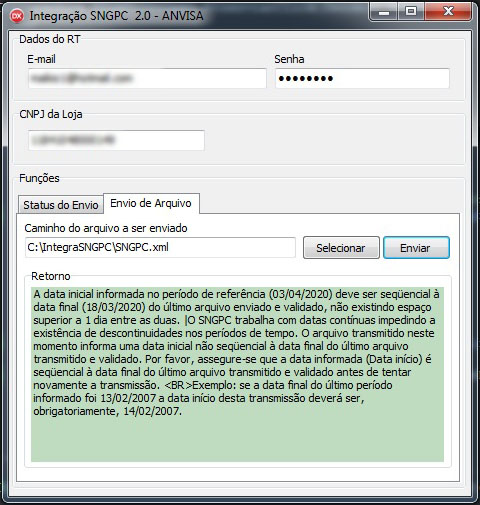 Integração SNGPC 2.0 - ANVISA
Dados do RT
E-mail Senha
●●●●●●●●
CNPJ da Loja
Funções
Status do Envio Envio de Arquivo
Caminho do arquivo a ser enviado
C:\IntegraSNGPC\SNGPC.xml Selecionar Enviar
Retorno
A data inicial informada no período de referência (03/04/2020) deve ser seqüencial à
data final (18/03/2020) do último arquivo enviado e validado, não existindo espaço
superior a 1 dia entre as duas. |O SNGPC trabalha com datas contínuas impedindo a
existência de descontinuidades nos períodos de tempo. O arquivo transmitido neste
momento informa uma data inicial não seqüencial à data final do último arquivo
transmitido e validado. Por favor, assegure-se que a data informada (Data início) é
seqüencial à data final do último arquivo transmitido e validado antes de tentar
novamente a transmissão. <BR>Exemplo: se a data final do último período
informado foi 13/02/2007 a data início desta transmissão deverá ser,
obrigatoriamente, 14/02/2007.